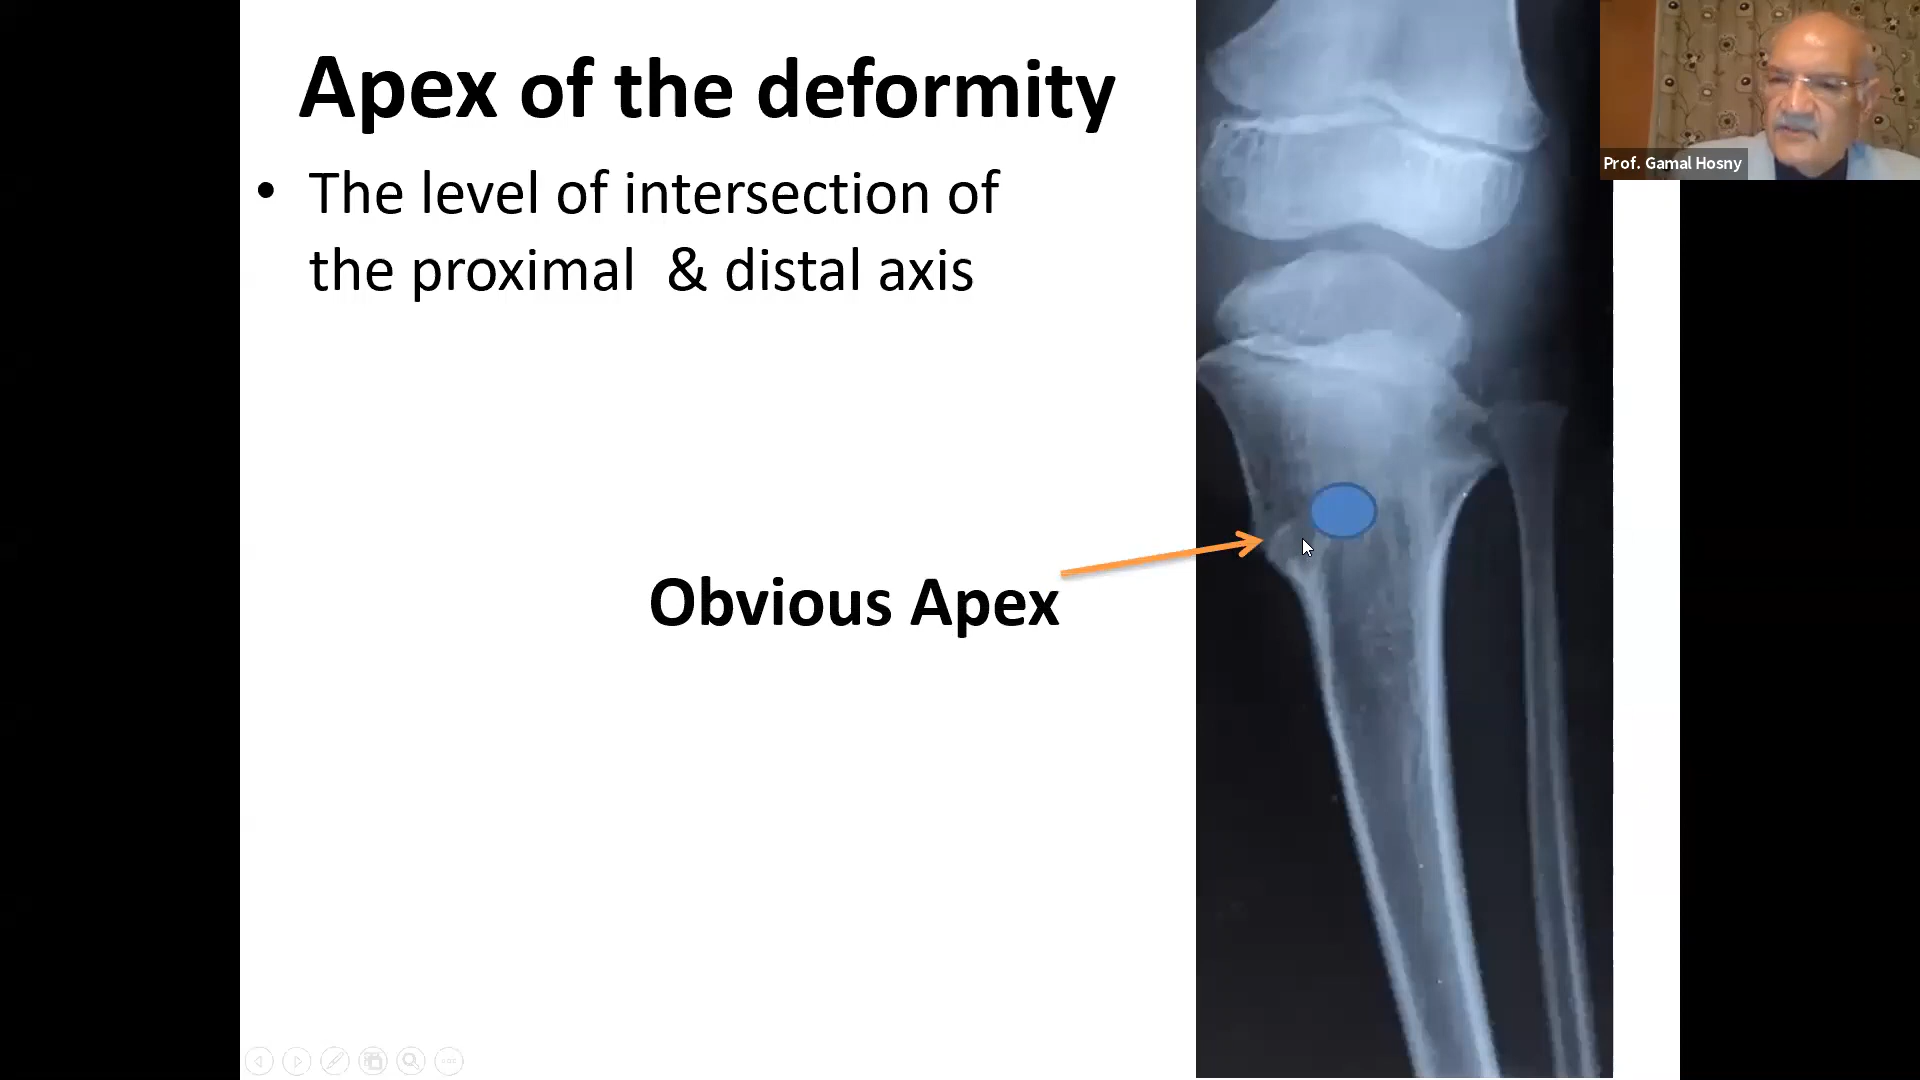 Apex of the deformity
• The level of intersection of
the proximal & distal axis
Obvious Apex
Prof. Gamal Hosny